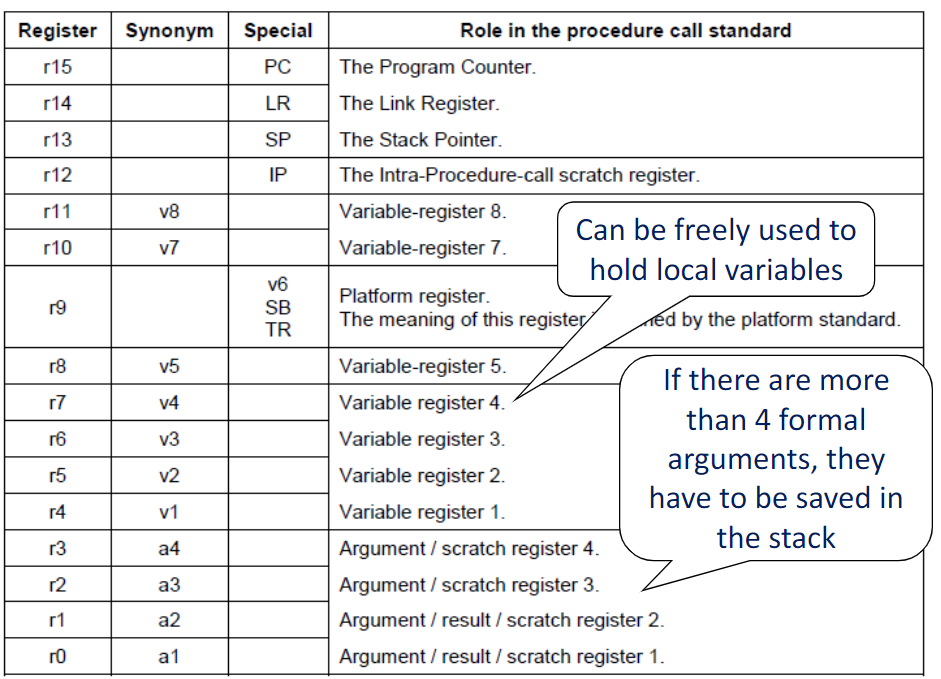 Register Synonym Special Role in the procedure call standard
r15 PC The Program Counter.
r14 LR The Link Register.
r13 SP The Stack Pointer.
r12 IP The Intra-Procedure-call scratch register.
r11 v8 Variable-register 8.
r10 v7 Variable-register 7.
Can be freely used to
hold local variables
r9 v6 SB TR Platform register.
The meaning of this register by the platform standard.
r8 v5 Variable-register 5.
r7 v4 Variable register 4.
r6 v3 Variable register 3.
r5 v2 Variable register 2.
r4 v1 Variable register 1.
If there are more
than 4 formal
arguments, they
have to be saved in
the stack
r3 a4 Argument / scratch register 4.
r2 a3 Argument / scratch register 3.
r1 a2 Argument / result / scratch register 2.
r0 a1 Argument / result / scratch register 1.